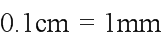 0.1cm = 1mm